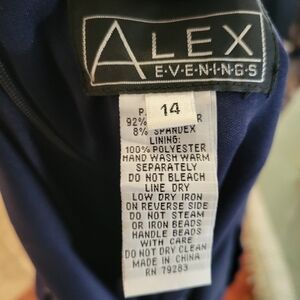 ALEX
E·V·E·N·I·N·G·S
14
P R
92%
8% SPANDEX
LINING:
100% POLYESTER
HAND WASH WARM
SEPARATELY
DO NOT BLEACH
LINE DRY
LOW DRY IRON
ON REVERSE SIDE
DO NOT STEAM
OR IRON BEADS
HANDLE BEADS
WITH CARE
DO NOT DRY CLEAN
MADE IN CHINA
RN 79283